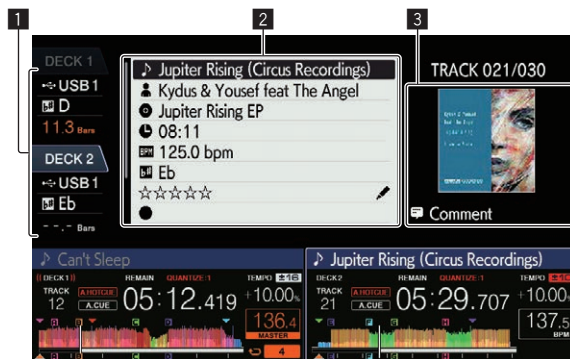 1
2
3
DECK 1
USB 1
D
11.3 Bars
DECK 2
USB 1
Eb
--.- Bars
Jupiter Rising (Circus Recordings)
Kydus & Yousef feat The Angel
Jupiter Rising EP
08:11
BPM 125.0 bpm
Eb
TRACK 021/030
Comment
Can't Sleep
DECK1
REMAIN
QUANTIZE:1
TEMPO ±16
TRACK 12
A.HOTCUE
A.CUE
05:12.419
+10.00%
136.4
MASTER
4
Jupiter Rising (Circus Recordings)
DECK2
REMAIN
QUANTIZE:1
TEMPO
TRACK 21
A.HOTCUE
A.CUE
05:29.707
+10.00%
137.5
BPM